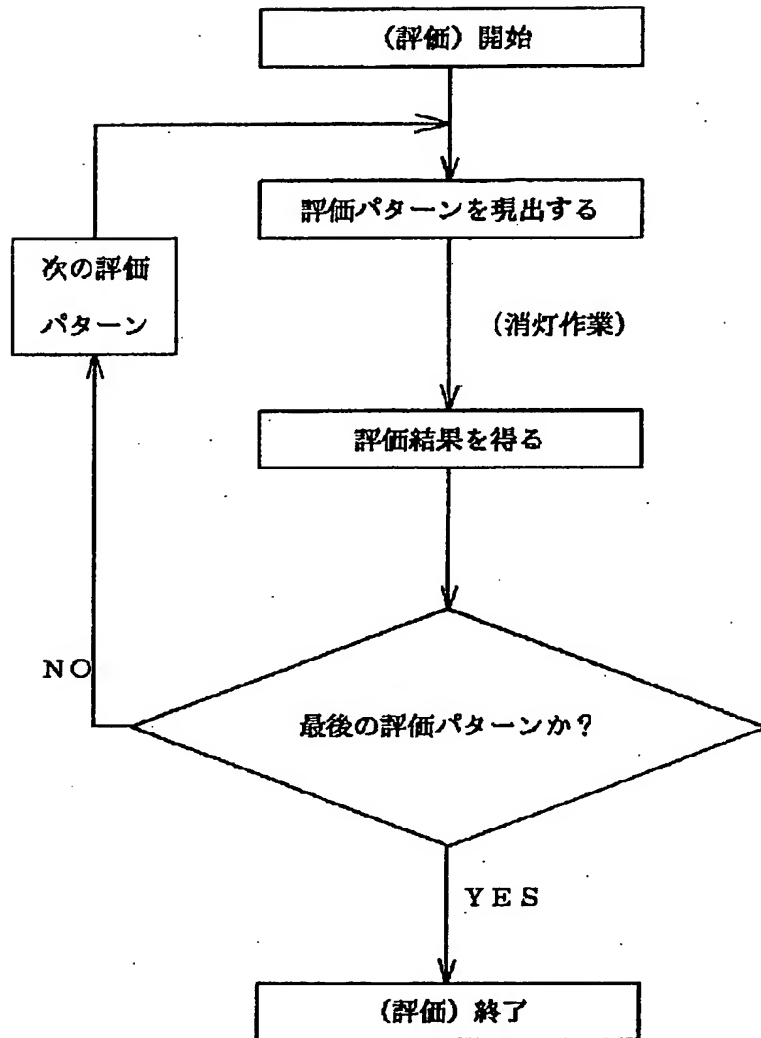 （評価）開始
評価パターンを現出する
次の評価
パターン
（消灯作業）
評価結果を得る
NO
最後の評価パターンか？
YES
（評価）終了